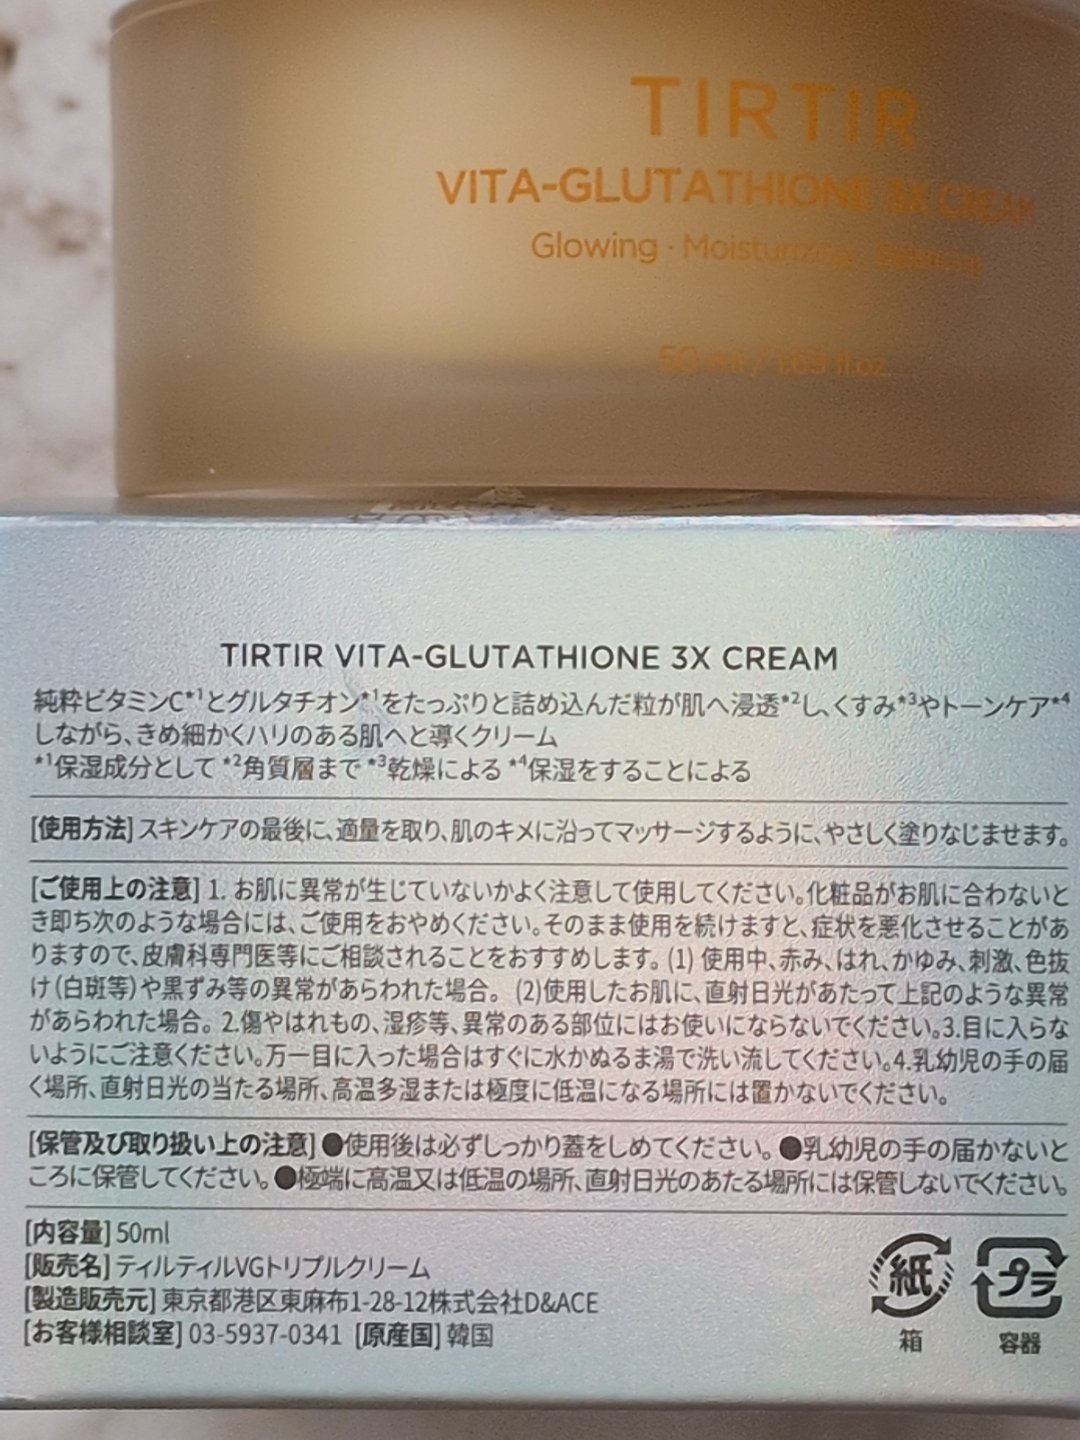 TIRTIR
VITA-GLUTATHIONE 3X CREAM
Glowing · Moisturizing
50 ml / 1.69 fl.oz.
TIRTIR VITA-GLUTATHIONE 3X CREAM
純粋ビタミンC*1とグルタチオン*1をたっぷりと詰め込んだ粒が肌へ浸透*2し、くすみ*3やトーンケア*4
しながら、きめ細かくハリのある肌へと導くクリーム
*1保湿成分として *2角質層まで *3乾燥による *4保湿をすることによる
[使用方法] スキンケアの最後に、適量を取り、肌のキメに沿ってマッサージするように、やさしく塗りなじませます。
[ご使用上の注意] 1. お肌に異常が生じていないかよく注意して使用してください。化粧品がお肌に合わないと
き即ち次のような場合には、ご使用をおやめください。そのまま使用を続けますと、症状を悪化させることがあ
りますので、皮膚科専門医等にご相談されることをおすすめします。(1) 使用中、赤み、はれ、かゆみ、刺激、色抜
け(白斑等)や黒ずみ等の異常があらわれた場合。 (2)使用したお肌に、直射日光があたって上記のような異常
があらわれた場合。 2.傷やはれもの、湿疹等、異常のある部位にはお使いにならないでください。3.目に入らな
いようにご注意ください。万一目に入った場合はすぐに水かぬるま湯で洗い流してください。4.乳幼児の手の届
く場所、直射日光の当たる場所、高温多湿または極度に低温になる場所には置かないでください。
[保管及び取り扱い上の注意] ●使用後は必ずしっかり蓋をしめてください。 ●乳幼児の手の届かないと
ころに保管してください。●極端に高温又は低温の場所、直射日光のあたる場所には保管しないでください。
[内容量] 50ml
[販売名] ティルティルVGトリプルクリーム
[製造販売元] 東京都港区東麻布1-28-12株式会社D&ACE
[お客様相談室] 03-5937-0341 [原産国] 韓国
紙 プラ
箱 容器